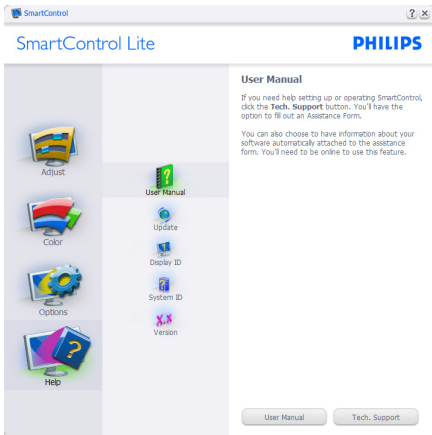 SmartControl
? ×
SmartControl Lite
PHILIPS
Adjust
Color
Options
Help
User Manual
Update
Display ID
System ID
X.X
Version
User Manual
If you need help setting up or operating SmartControl,
click the Tech. Support button. You'll have the
option to fill out an Assistance Form.
You can also choose to have information about your
software automatically attached to the assistance
form. You'll need to be online to use this feature.
User Manual
Tech. Support